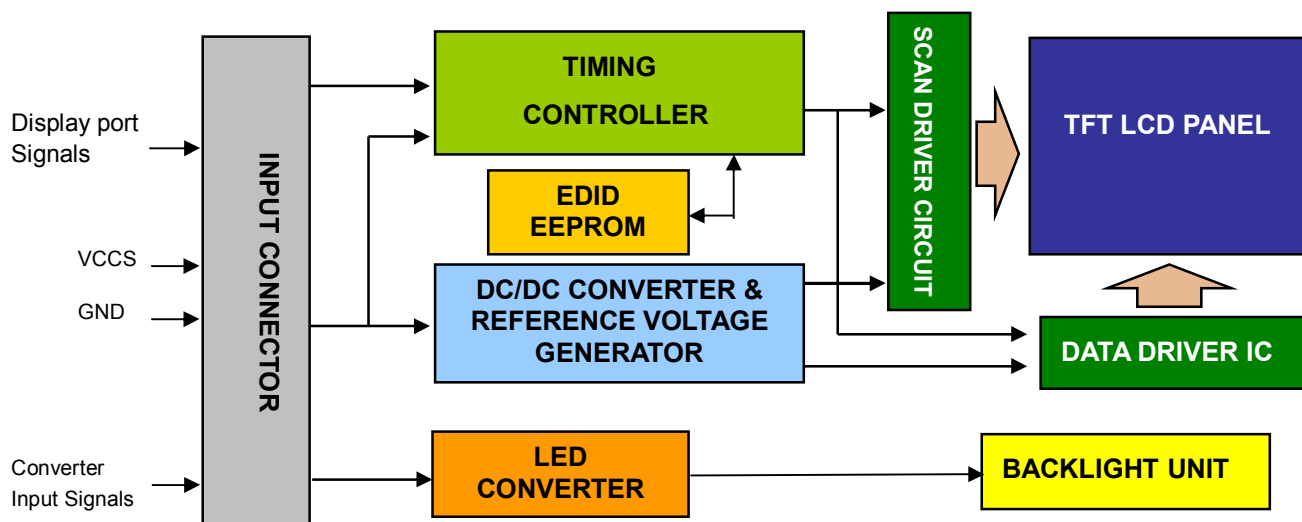 Display port
Signals
VCCS
GND
Converter
Input Signals
INPUT CONNECTOR
TIMING
CONTROLLER
EDID
EEPROM
DC/DC CONVERTER &
REFERENCE VOLTAGE
GENERATOR
LED
CONVERTER
SCAN DRIVER CIRCUIT
TFT LCD PANEL
DATA DRIVER IC
BACKLIGHT UNIT